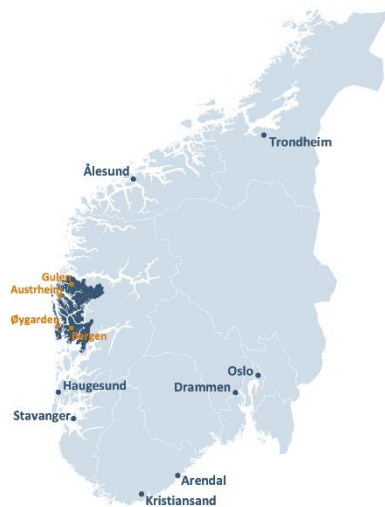 Trondheim
Ålesund
Gulen
Austrheim
Øygarden
Bergen
Oslo
Haugesund
Drammen
Stavanger
Arendal
Kristiansand